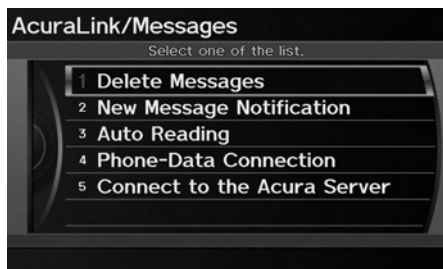 AcuraLink/Messages
Select one of the list.
1 Delete Messages
2 New Message Notification
3 Auto Reading
4 Phone-Data Connection
5 Connect to the Acura Server